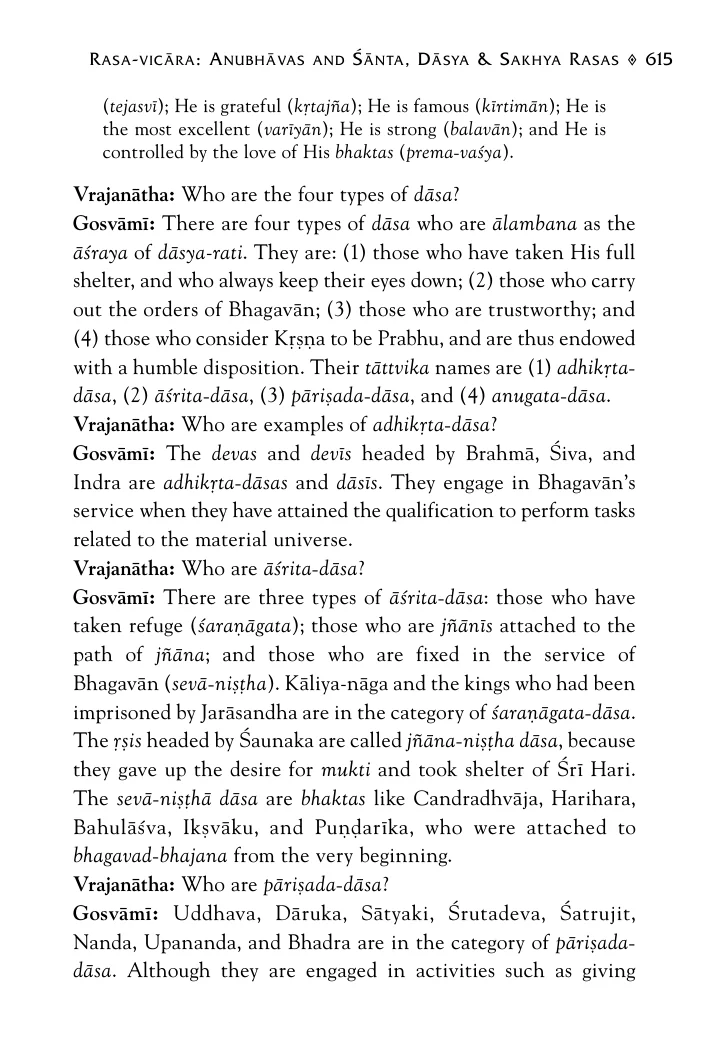 RASA-VICĀRA: ANUBHĀVAS AND ŚĀNTA, DĀSYA & SAKHYA RASAS ◈ 615
(tejasvī); He is grateful (kṛtajña); He is famous (kīrtimān); He is
the most excellent (varīyān); He is strong (balavān); and He is
controlled by the love of His bhaktas (prema-vaśya).
Vrajanātha: Who are the four types of dāsa?
Gosvāmī: There are four types of dāsa who are ālambana as the
āśraya of dāsya-rati. They are: (1) those who have taken His full
shelter, and who always keep their eyes down; (2) those who carry
out the orders of Bhagavān; (3) those who are trustworthy; and
(4) those who consider Kṛṣṇa to be Prabhu, and are thus endowed
with a humble disposition. Their tāttvika names are (1) adhikṛta-
dāsa, (2) āśrita-dāsa, (3) pāriṣada-dāsa, and (4) anugata-dāsa.
Vrajanātha: Who are examples of adhikṛta-dāsa?
Gosvāmī: The devas and devīs headed by Brahmā, Śiva, and
Indra are adhikṛta-dāsas and dāsīs. They engage in Bhagavān’s
service when they have attained the qualification to perform tasks
related to the material universe.
Vrajanātha: Who are āśrita-dāsa?
Gosvāmī: There are three types of āśrita-dāsa: those who have
taken refuge (śaraṇāgata); those who are jñānīs attached to the
path of jñāna; and those who are fixed in the service of
Bhagavān (sevā-niṣṭha). Kāliya-nāga and the kings who had been
imprisoned by Jarāsandha are in the category of śaraṇāgata-dāsa.
The ṛṣis headed by Śaunaka are called jñāna-niṣṭha dāsa, because
they gave up the desire for mukti and took shelter of Śrī Hari.
The sevā-niṣṭhā dāsa are bhaktas like Candradhvāja, Harihara,
Bahulāśva, Ikṣvāku, and Puṇḍarīka, who were attached to
bhagavad-bhajana from the very beginning.
Vrajanātha: Who are pāriṣada-dāsa?
Gosvāmī: Uddhava, Dāruka, Sātyaki, Śrutadeva, Śatrujit,
Nanda, Upananda, and Bhadra are in the category of pāriṣada-
dāsa. Although they are engaged in activities such as giving